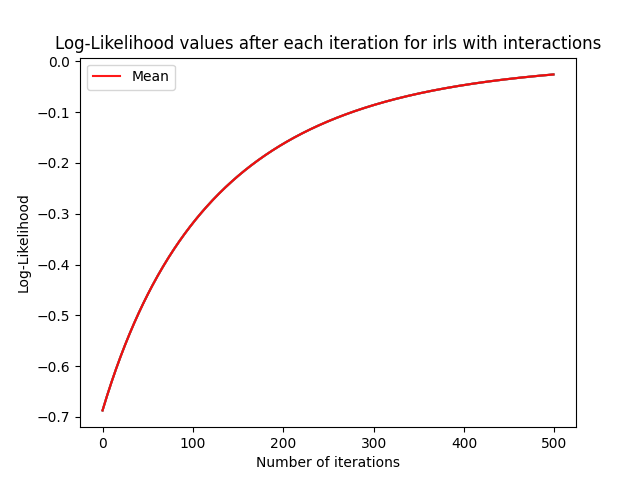 Log-Likelihood values after each iteration for irls with interactions
Mean
0.0
−0.1
−0.2
−0.3
−0.4
−0.5
−0.6
−0.7
Log-Likelihood
0 100 200 300 400 500
Number of iterations